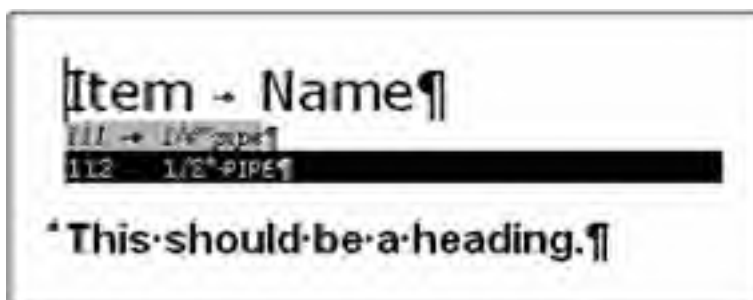 Item → Name¶
111 → 1/4"·pipe¶
112 1/2"·PIPE¶
This·should·be·a·heading.¶